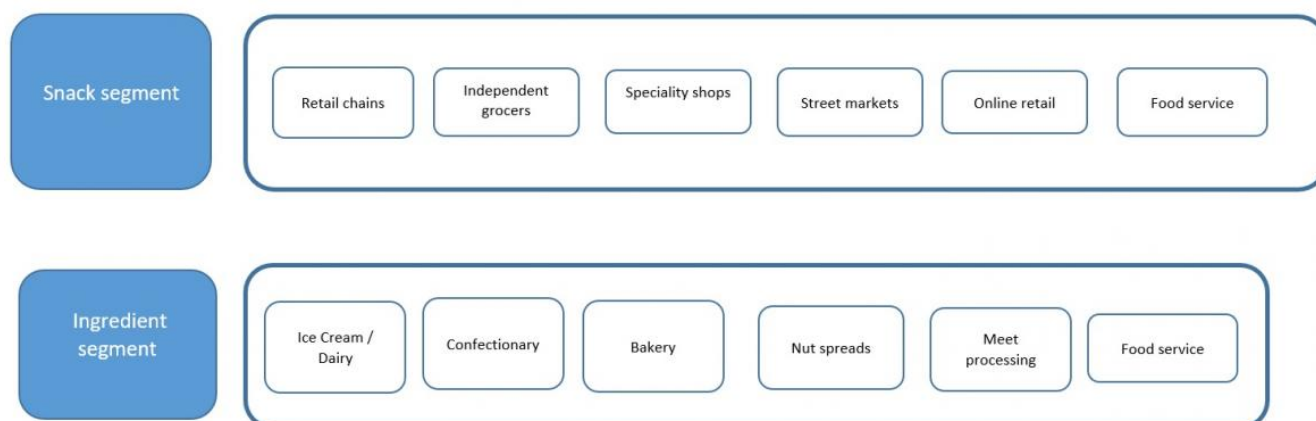 Snack segment
Retail chains
Independent
grocers
Speciality shops
Street markets
Online retail
Food service
Ingredient
segment
Ice Cream /
Dairy
Confectionary
Bakery
Nut spreads
Meet
processing
Food service